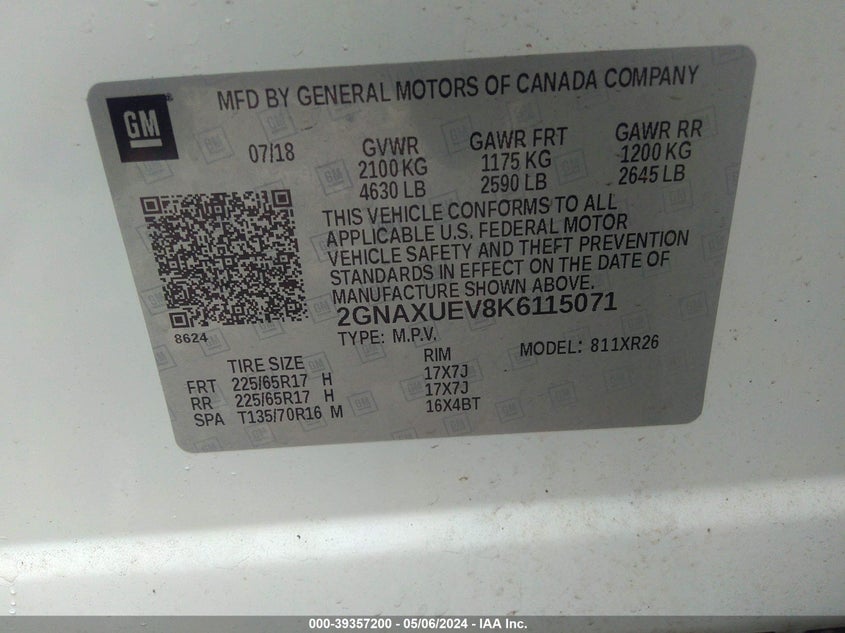 GM
MFD BY GENERAL MOTORS OF CANADA COMPANY
07/18 GVWR GAWR FRT GAWR RR
2100 KG 1175 KG 1200 KG
4630 LB 2590 LB 2645 LB
THIS VEHICLE CONFORMS TO ALL
APPLICABLE U.S. FEDERAL MOTOR
VEHICLE SAFETY AND THEFT PREVENTION
STANDARDS IN EFFECT ON THE DATE OF
MANUFACTURE SHOWN ABOVE.
8624
2GNAXUEV8K6115071
TYPE: M.P.V. MODEL: 811XR26
TIRE SIZE RIM
FRT 225/65R17 H 17X7J
RR 225/65R17 H 17X7J
SPA T135/70R16 M 16X4BT
000-39357200 - 05/06/2024 - IAA Inc.